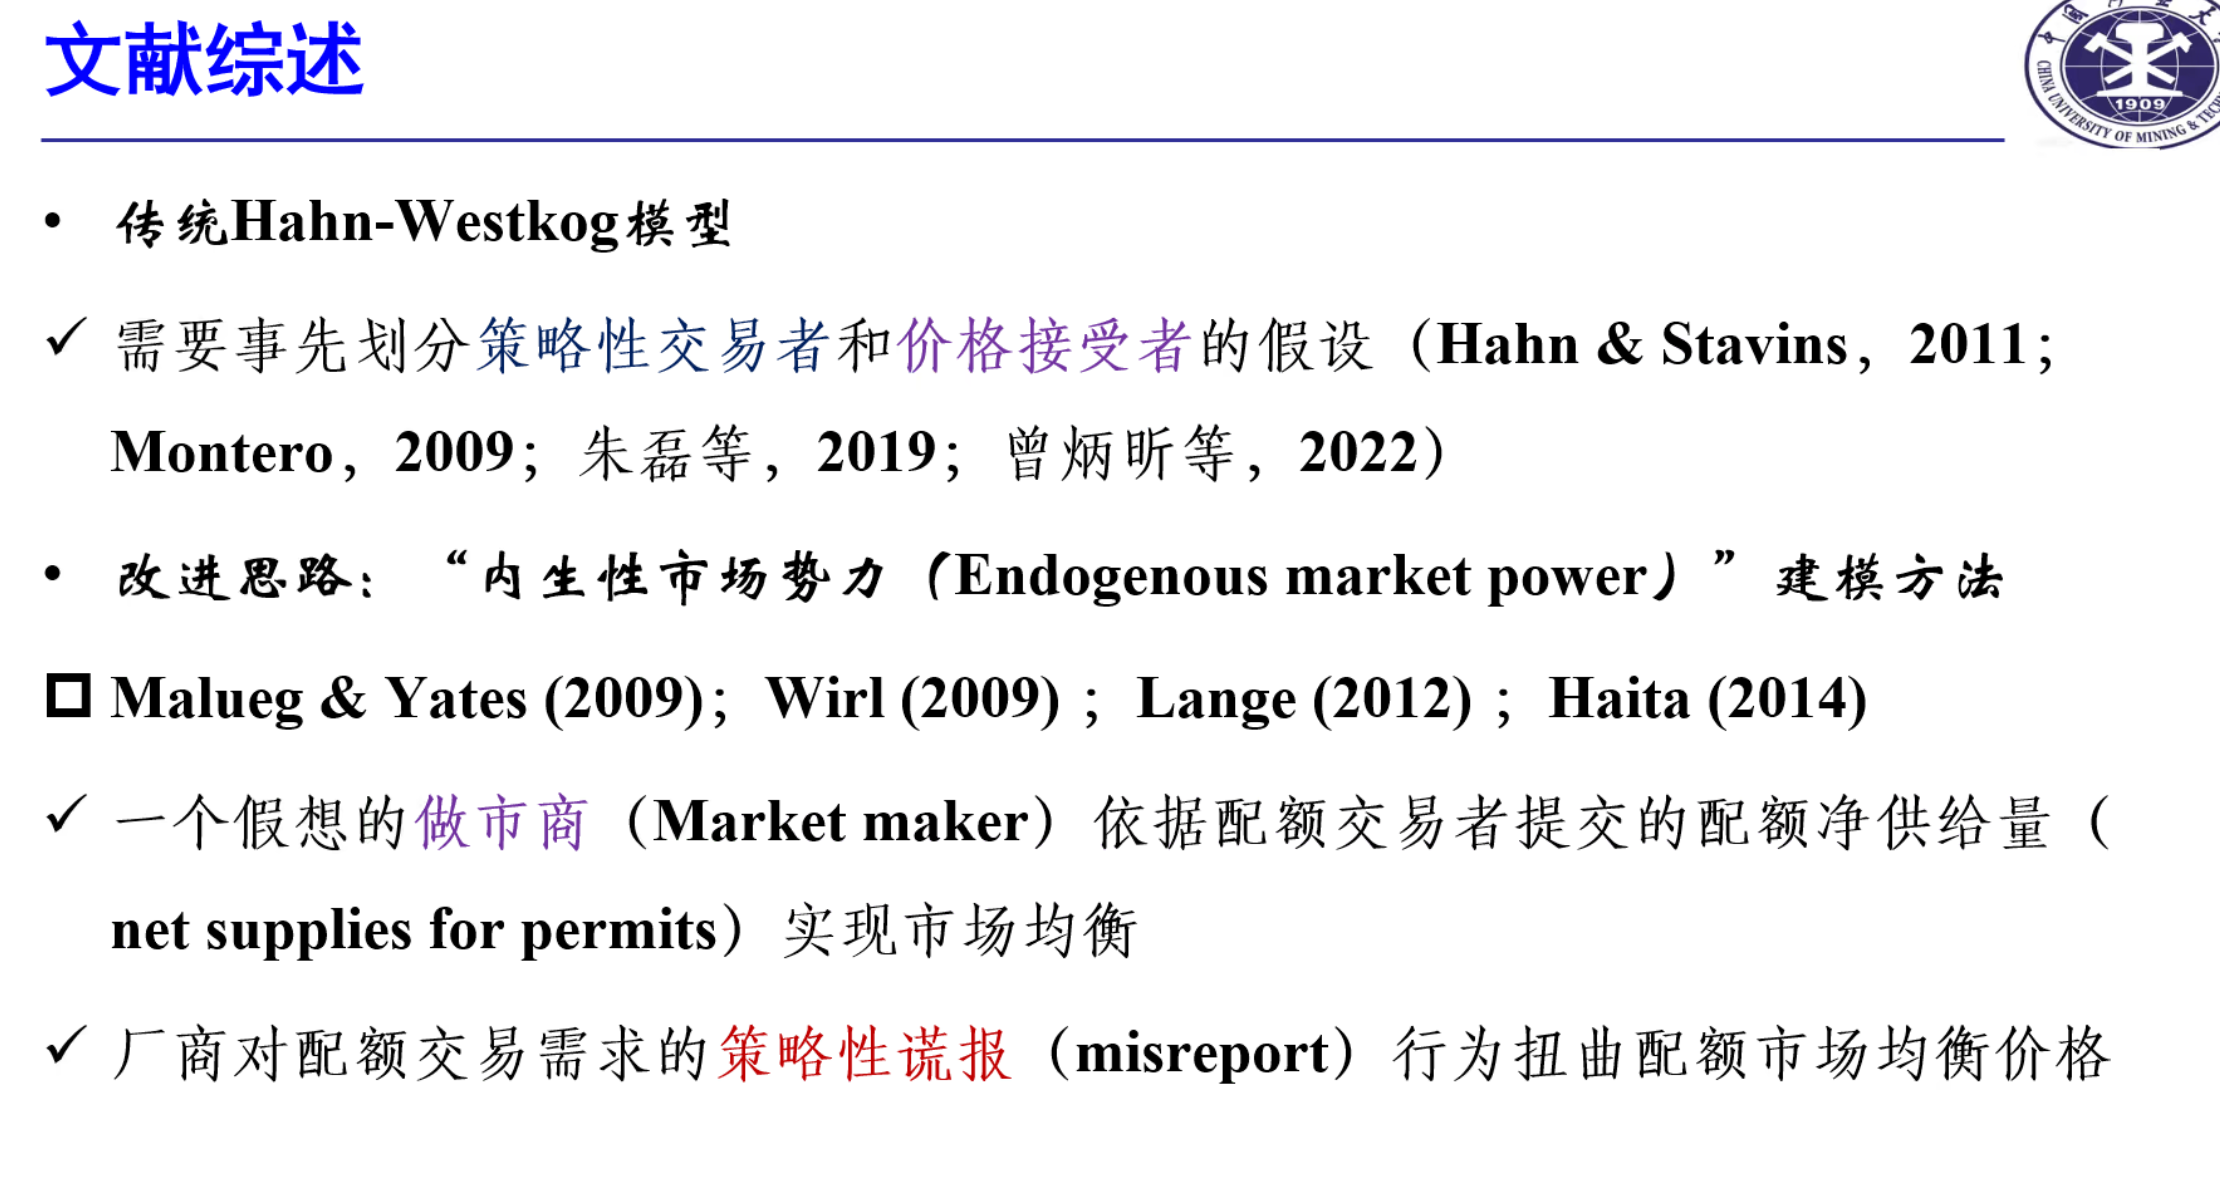 文献综述
1909
CHINA UNIVERSITY OF MINING &
• 传统Hahn-Westkog模型
✓ 需要事先划分策略性交易者和价格接受者的假设（Hahn & Stavins，2011；
Montero，2009；朱磊等，2019；曾炳昕等，2022）
• 改进思路：“内生性市场势力（Endogenous market power）”建模方法
Malueg & Yates (2009)；Wirl (2009)；Lange (2012)；Haita (2014)
✓ 一个假想的做市商（Market maker）依据配额交易者提交的配额净供给量（
net supplies for permits）实现市场均衡
✓ 厂商对配额交易需求的策略性谎报（misreport）行为扭曲配额市场均衡价格